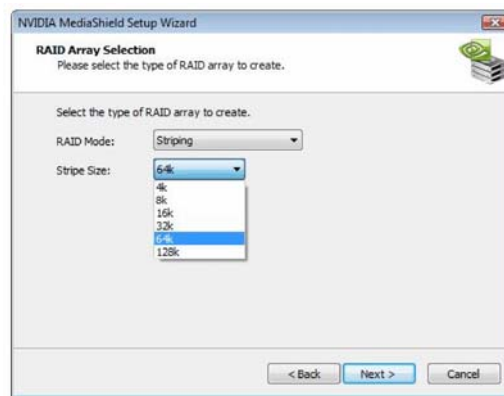 NVIDIA MediaShield Setup Wizard
RAID Array Selection
Please select the type of RAID array to create.
Select the type of RAID array to create.
RAID Mode: Striping
Stripe Size: 64k
4k
8k
16k
32k
64k
128k
< Back Next > Cancel